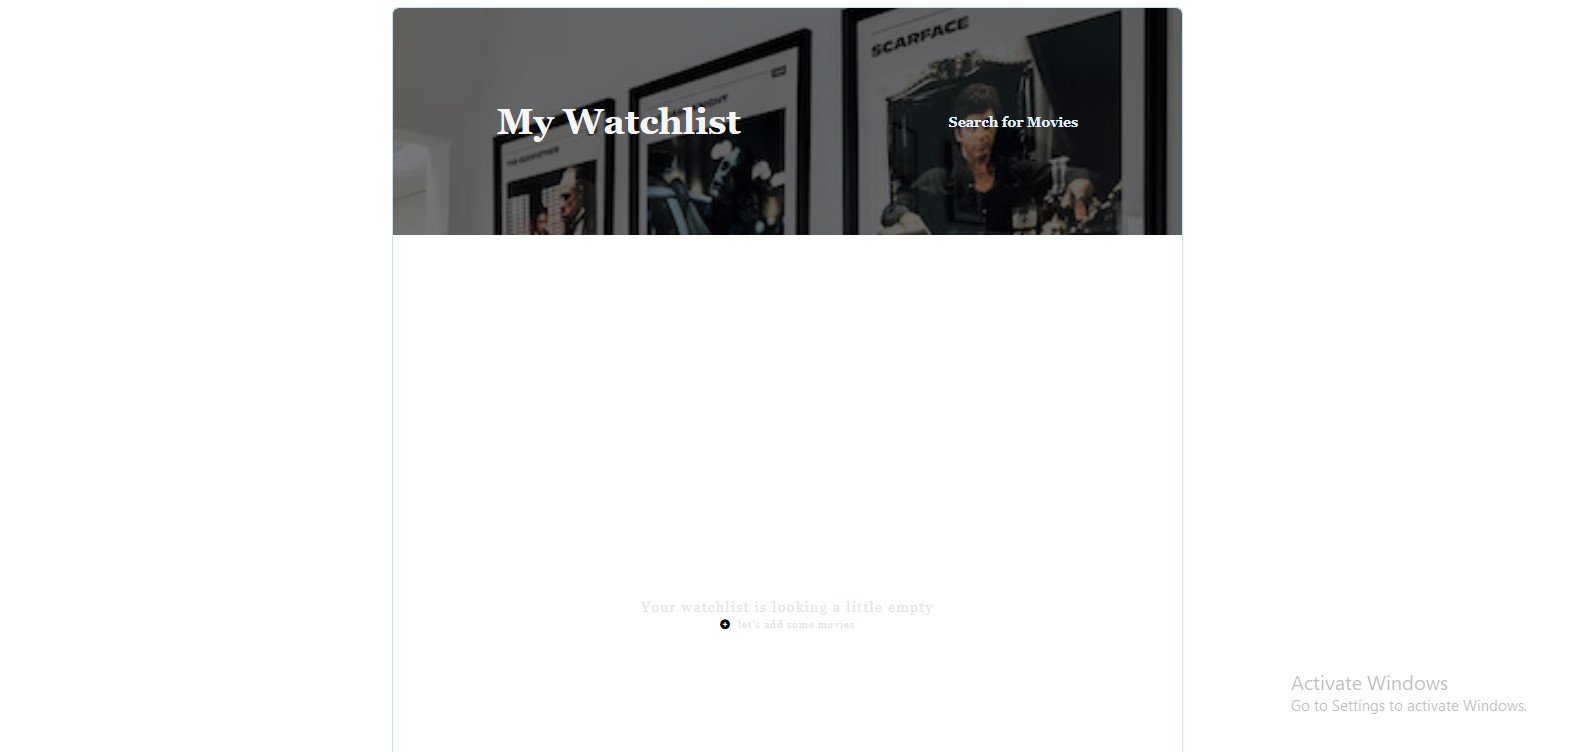 SCARFACE
THE GODFATHER
My Watchlist
Search for Movies
Your watchlist is looking a little empty
let's add some movies
Activate Windows
Go to Settings to activate Windows.